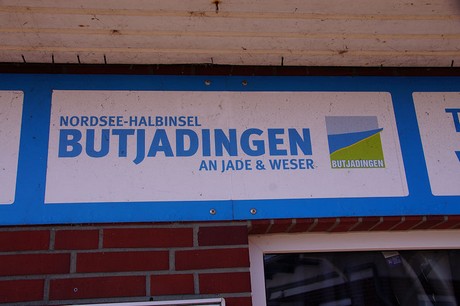 NORDSEE-HALBINSEL
BUTJADINGEN
AN JADE & WESER
BUTJADINGEN
T